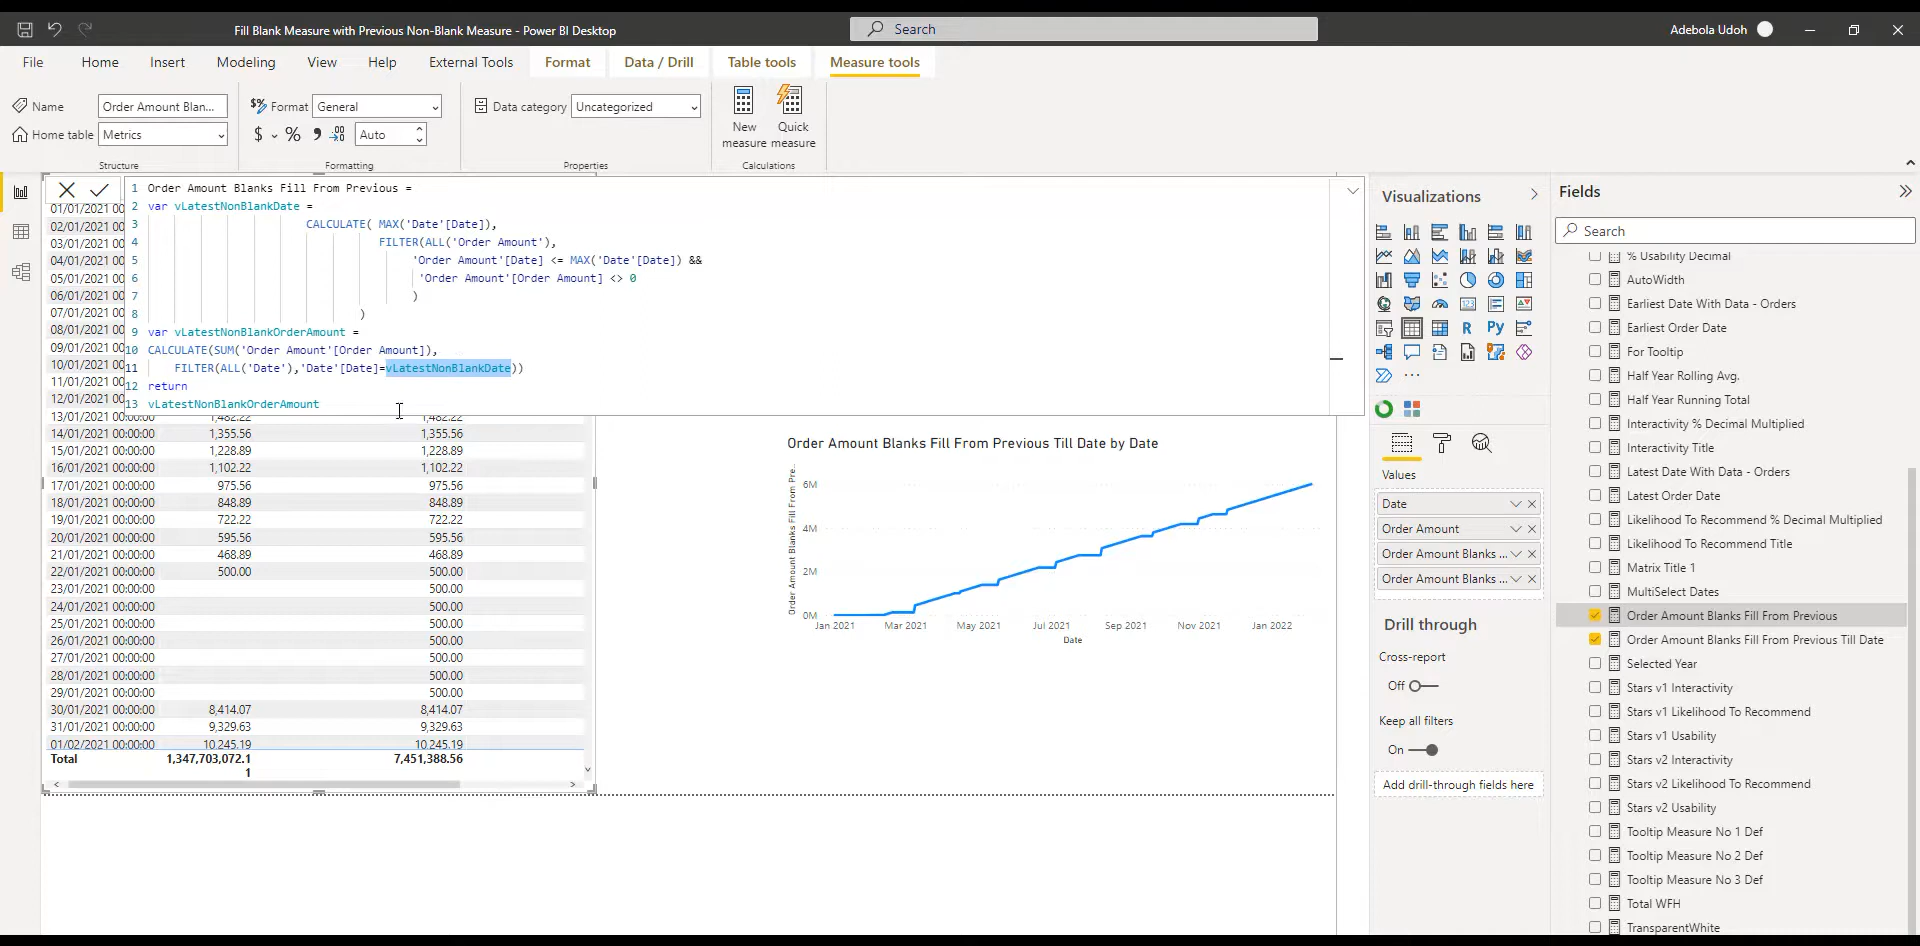 Fill Blank Measure with Previous Non-Blank Measure - Power BI Desktop
Search
Adebola Udoh
File
Home
Insert
Modeling
View
Help
External Tools
Format
Data / Drill
Table tools
Measure tools
Name
Order Amount Blan...
Home table
Metrics
Structure
Format
General
$
%
Auto
Formatting
Data category
Uncategorized
Properties
New measure
Quick measure
Calculations
1 Order Amount Blanks Fill From Previous =
2 var vLatestNonBlankDate =
3 CALCULATE( MAX('Date'[Date]),
4 FILTER(ALL('Order Amount'),
5 'Order Amount'[Date] <= MAX('Date'[Date]) &&
6 'Order Amount'[Order Amount] <> 0
7 )
8 )
9 var vLatestNonBlankOrderAmount =
10 CALCULATE(SUM('Order Amount'[Order Amount]),
11 FILTER(ALL('Date'),'Date'[Date]=vLatestNonBlankDate))
12 return
13 vLatestNonBlankOrderAmount
01/01/2021 00
02/01/2021 00
03/01/2021 00
04/01/2021 00
05/01/2021 00
06/01/2021 00
07/01/2021 00
08/01/2021 00
09/01/2021 00
10/01/2021 00
11/01/2021 00
12/01/2021 00
13/01/2021 00:00:00 1,482.22 1,482.22
14/01/2021 00:00:00 1,355.56 1,355.56
15/01/2021 00:00:00 1,228.89 1,228.89
16/01/2021 00:00:00 1,102.22 1,102.22
17/01/2021 00:00:00 975.56 975.56
18/01/2021 00:00:00 848.89 848.89
19/01/2021 00:00:00 722.22 722.22
20/01/2021 00:00:00 595.56 595.56
21/01/2021 00:00:00 468.89 468.89
22/01/2021 00:00:00 500.00 500.00
23/01/2021 00:00:00 500.00
24/01/2021 00:00:00 500.00
25/01/2021 00:00:00 500.00
26/01/2021 00:00:00 500.00
27/01/2021 00:00:00 500.00
28/01/2021 00:00:00 500.00
29/01/2021 00:00:00 500.00
30/01/2021 00:00:00 8,414.07 8,414.07
31/01/2021 00:00:00 9,329.63 9,329.63
01/02/2021 00:00:00 10,245.19 10,245.19
Total 1,347,703,072.1 7,451,388.56
1
Order Amount Blanks Fill From Previous Till Date by Date
Order Amount Blanks Fill From Pre...
6M
4M
2M
0M
Jan 2021 Mar 2021 May 2021 Jul 2021 Sep 2021 Nov 2021 Jan 2022
Date
Visualizations
R
Py
Values
Date
Order Amount
Order Amount Blanks ...
Order Amount Blanks ...
Drill through
Cross-report
Off
Keep all filters
On
Add drill-through fields here
Fields
Search
% Usability Decimal
AutoWidth
Earliest Date With Data - Orders
Earliest Order Date
For Tooltip
Half Year Rolling Avg.
Half Year Running Total
Interactivity % Decimal Multiplied
Interactivity Title
Latest Date With Data - Orders
Latest Order Date
Likelihood To Recommend % Decimal Multiplied
Likelihood To Recommend Title
Matrix Title 1
MultiSelect Dates
Order Amount Blanks Fill From Previous
Order Amount Blanks Fill From Previous Till Date
Selected Year
Stars v1 Interactivity
Stars v1 Likelihood To Recommend
Stars v1 Usability
Stars v2 Interactivity
Stars v2 Likelihood To Recommend
Stars v2 Usability
Tooltip Measure No 1 Def
Tooltip Measure No 2 Def
Tooltip Measure No 3 Def
Total WFH
TransparentWhite